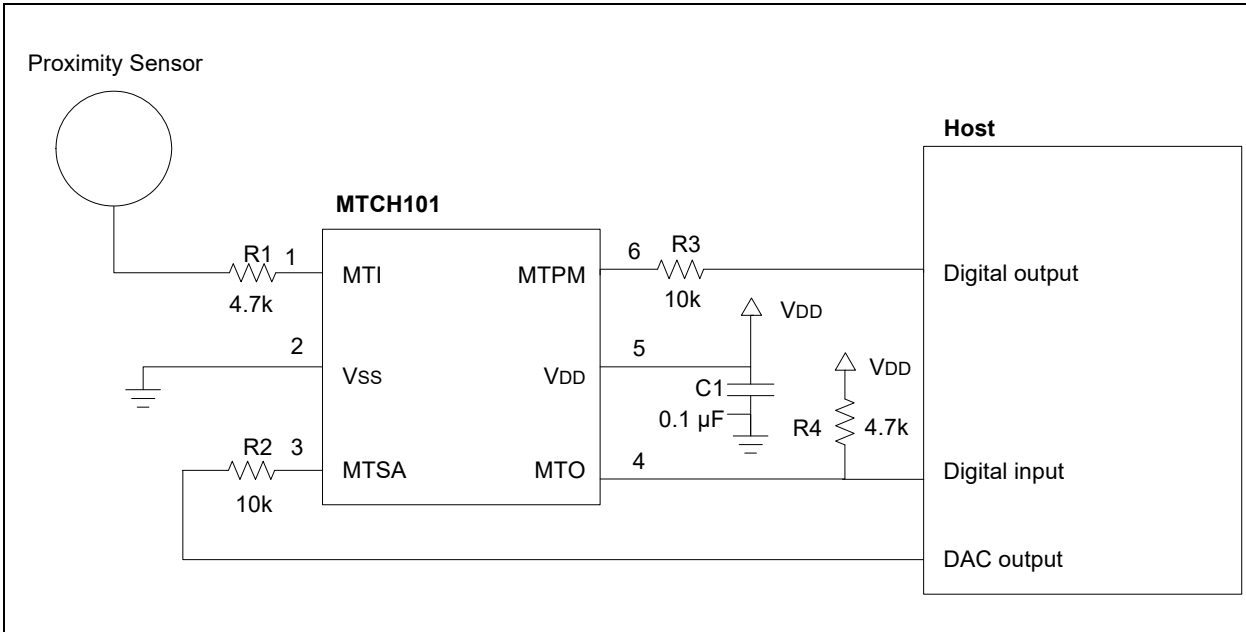 Proximity Sensor
Host
MTCH101
R1
1
4.7k
MTI
MTPM
6
R3
10k
Digital output
VDD
2
VSS
5
VDD
C1
0.1 µF
VDD
R4
4.7k
R2
3
10k
MTSA
MTO
4
Digital input
DAC output